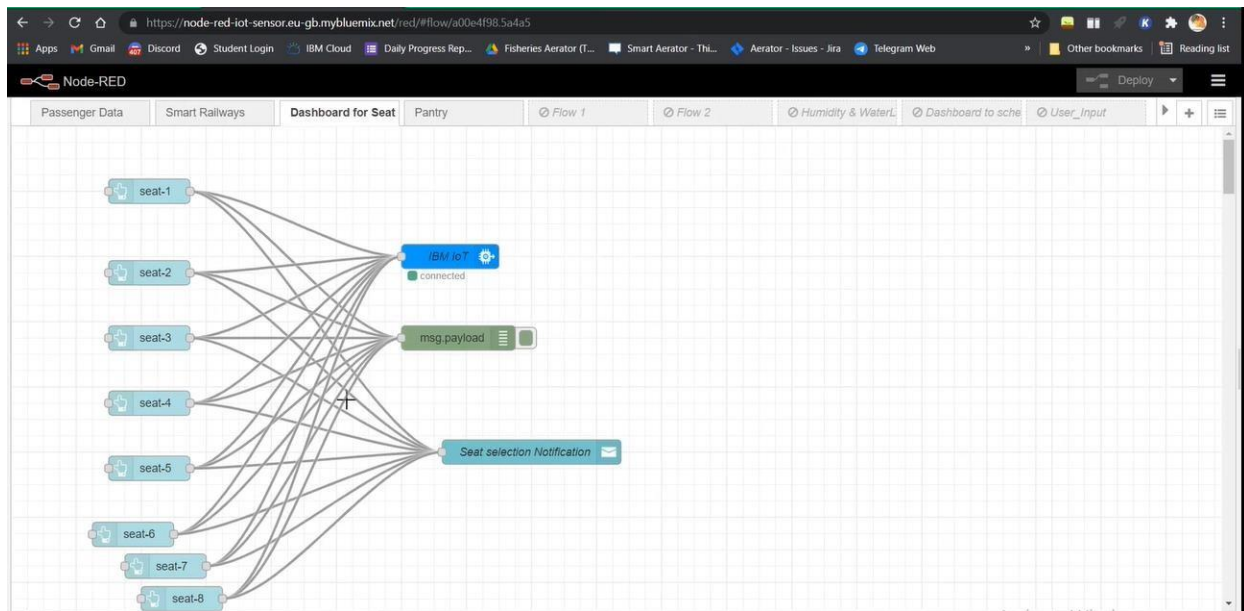 https://node-red-iot-sensor.eu-gb.mybluemix.net/red/#flow/a00e4f98.5a4a5
K
Apps M Gmail 407 Discord Student Login IBM Cloud Daily Progress Rep... Fisheries Aerator (T... Smart Aerator - Thi... Aerator - Issues - Jira Telegram Web » Other bookmarks Reading list
Node-RED Deploy
Passenger Data Smart Railways Dashboard for Seat Pantry Flow 1 Flow 2 Humidity & WaterL Dashboard to sche User_Input
seat-1
IBM IoT
seat-2
connected
seat-3
msg.payload
seat-4
Seat selection Notification
seat-5
seat-6
seat-7
seat-8